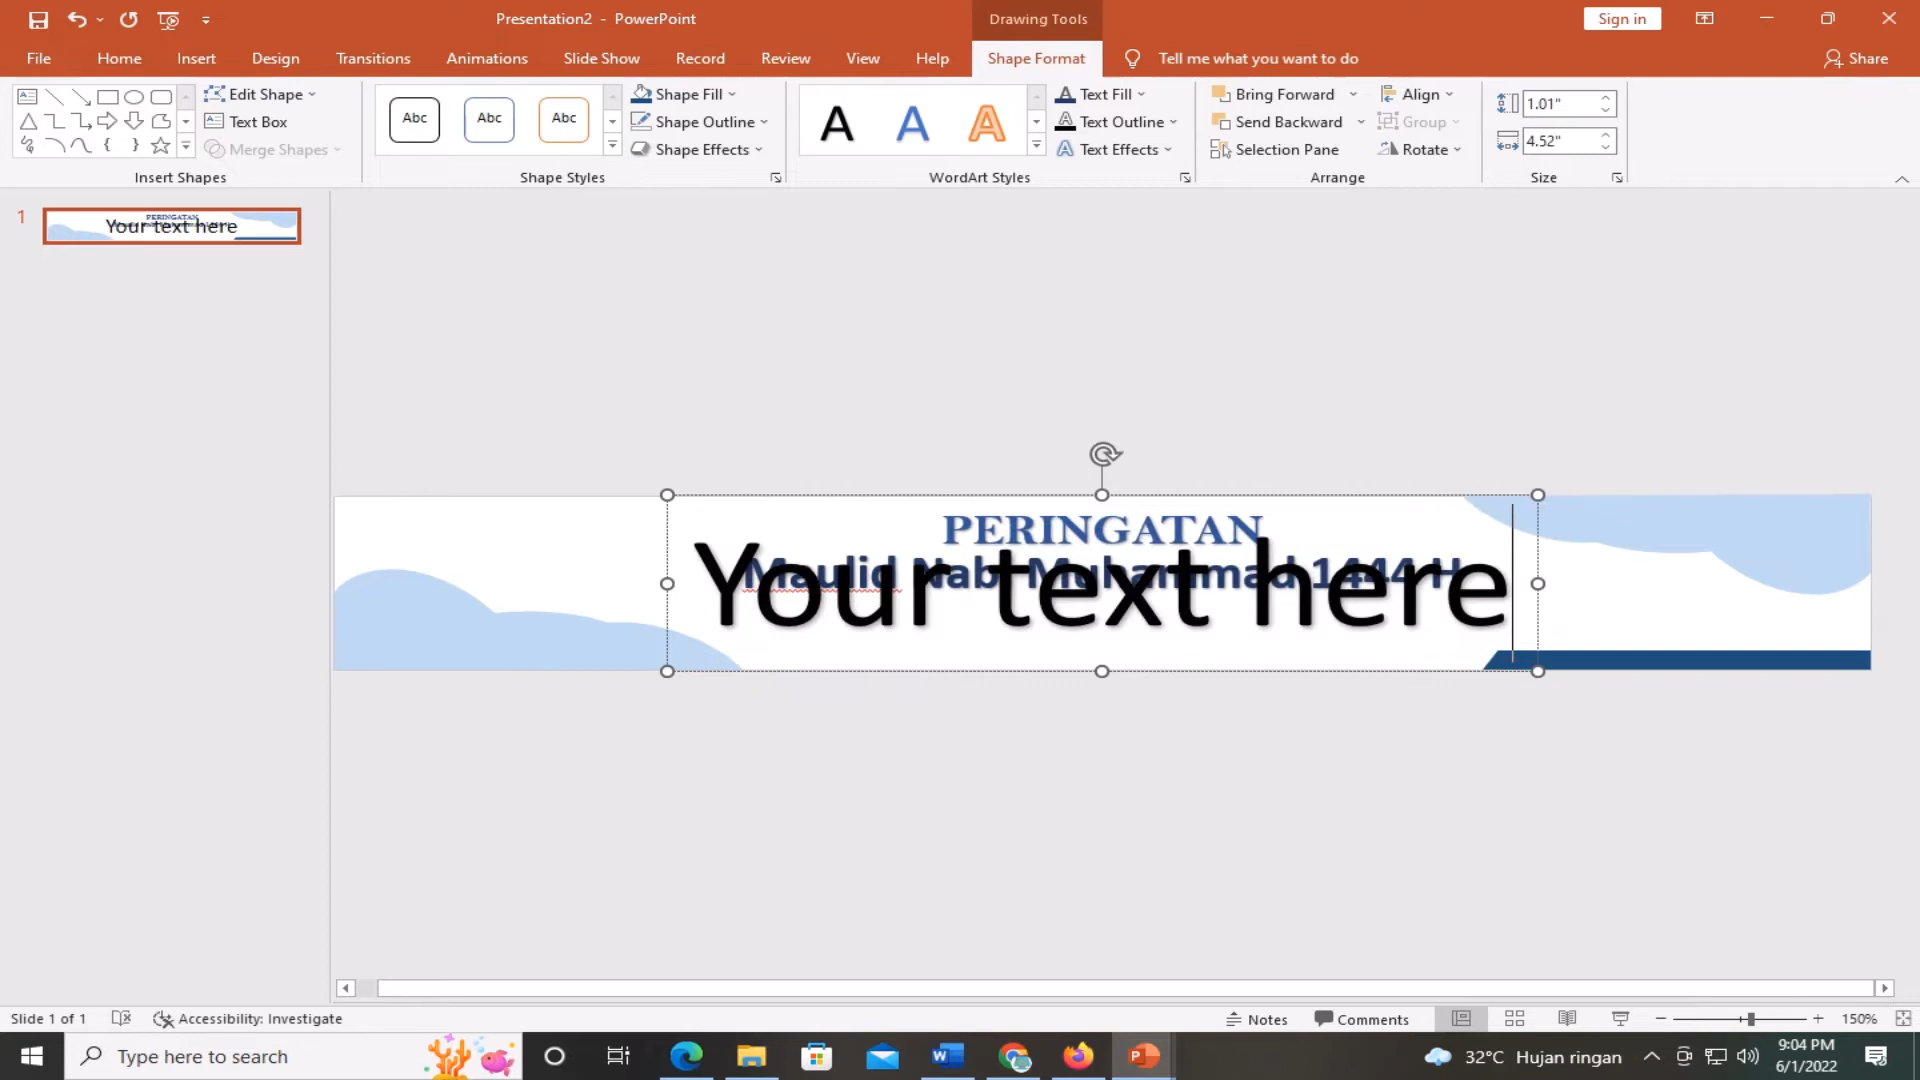 Presentation2 - PowerPoint
Drawing Tools
Sign in
File Home Insert Design Transitions Animations Slide Show Record Review View Help Shape Format Tell me what you want to do Share
Edit Shape
Text Box
Merge Shapes
Insert Shapes
Abc Abc Abc
Shape Fill
Shape Outline
Shape Effects
Shape Styles
A A A
Text Fill
Text Outline
Text Effects
WordArt Styles
Bring Forward
Send Backward
Selection Pane
Align
Group
Rotate
Arrange
1.01"
4.52"
Size
1
PERINGATAN
Your text here
PERINGATAN
Maulid Nabi Muhammad 1444 H
Your text here
Slide 1 of 1 Accessibility: Investigate Notes Comments 150%
Type here to search
32°C Hujan ringan
9:04 PM
6/1/2022